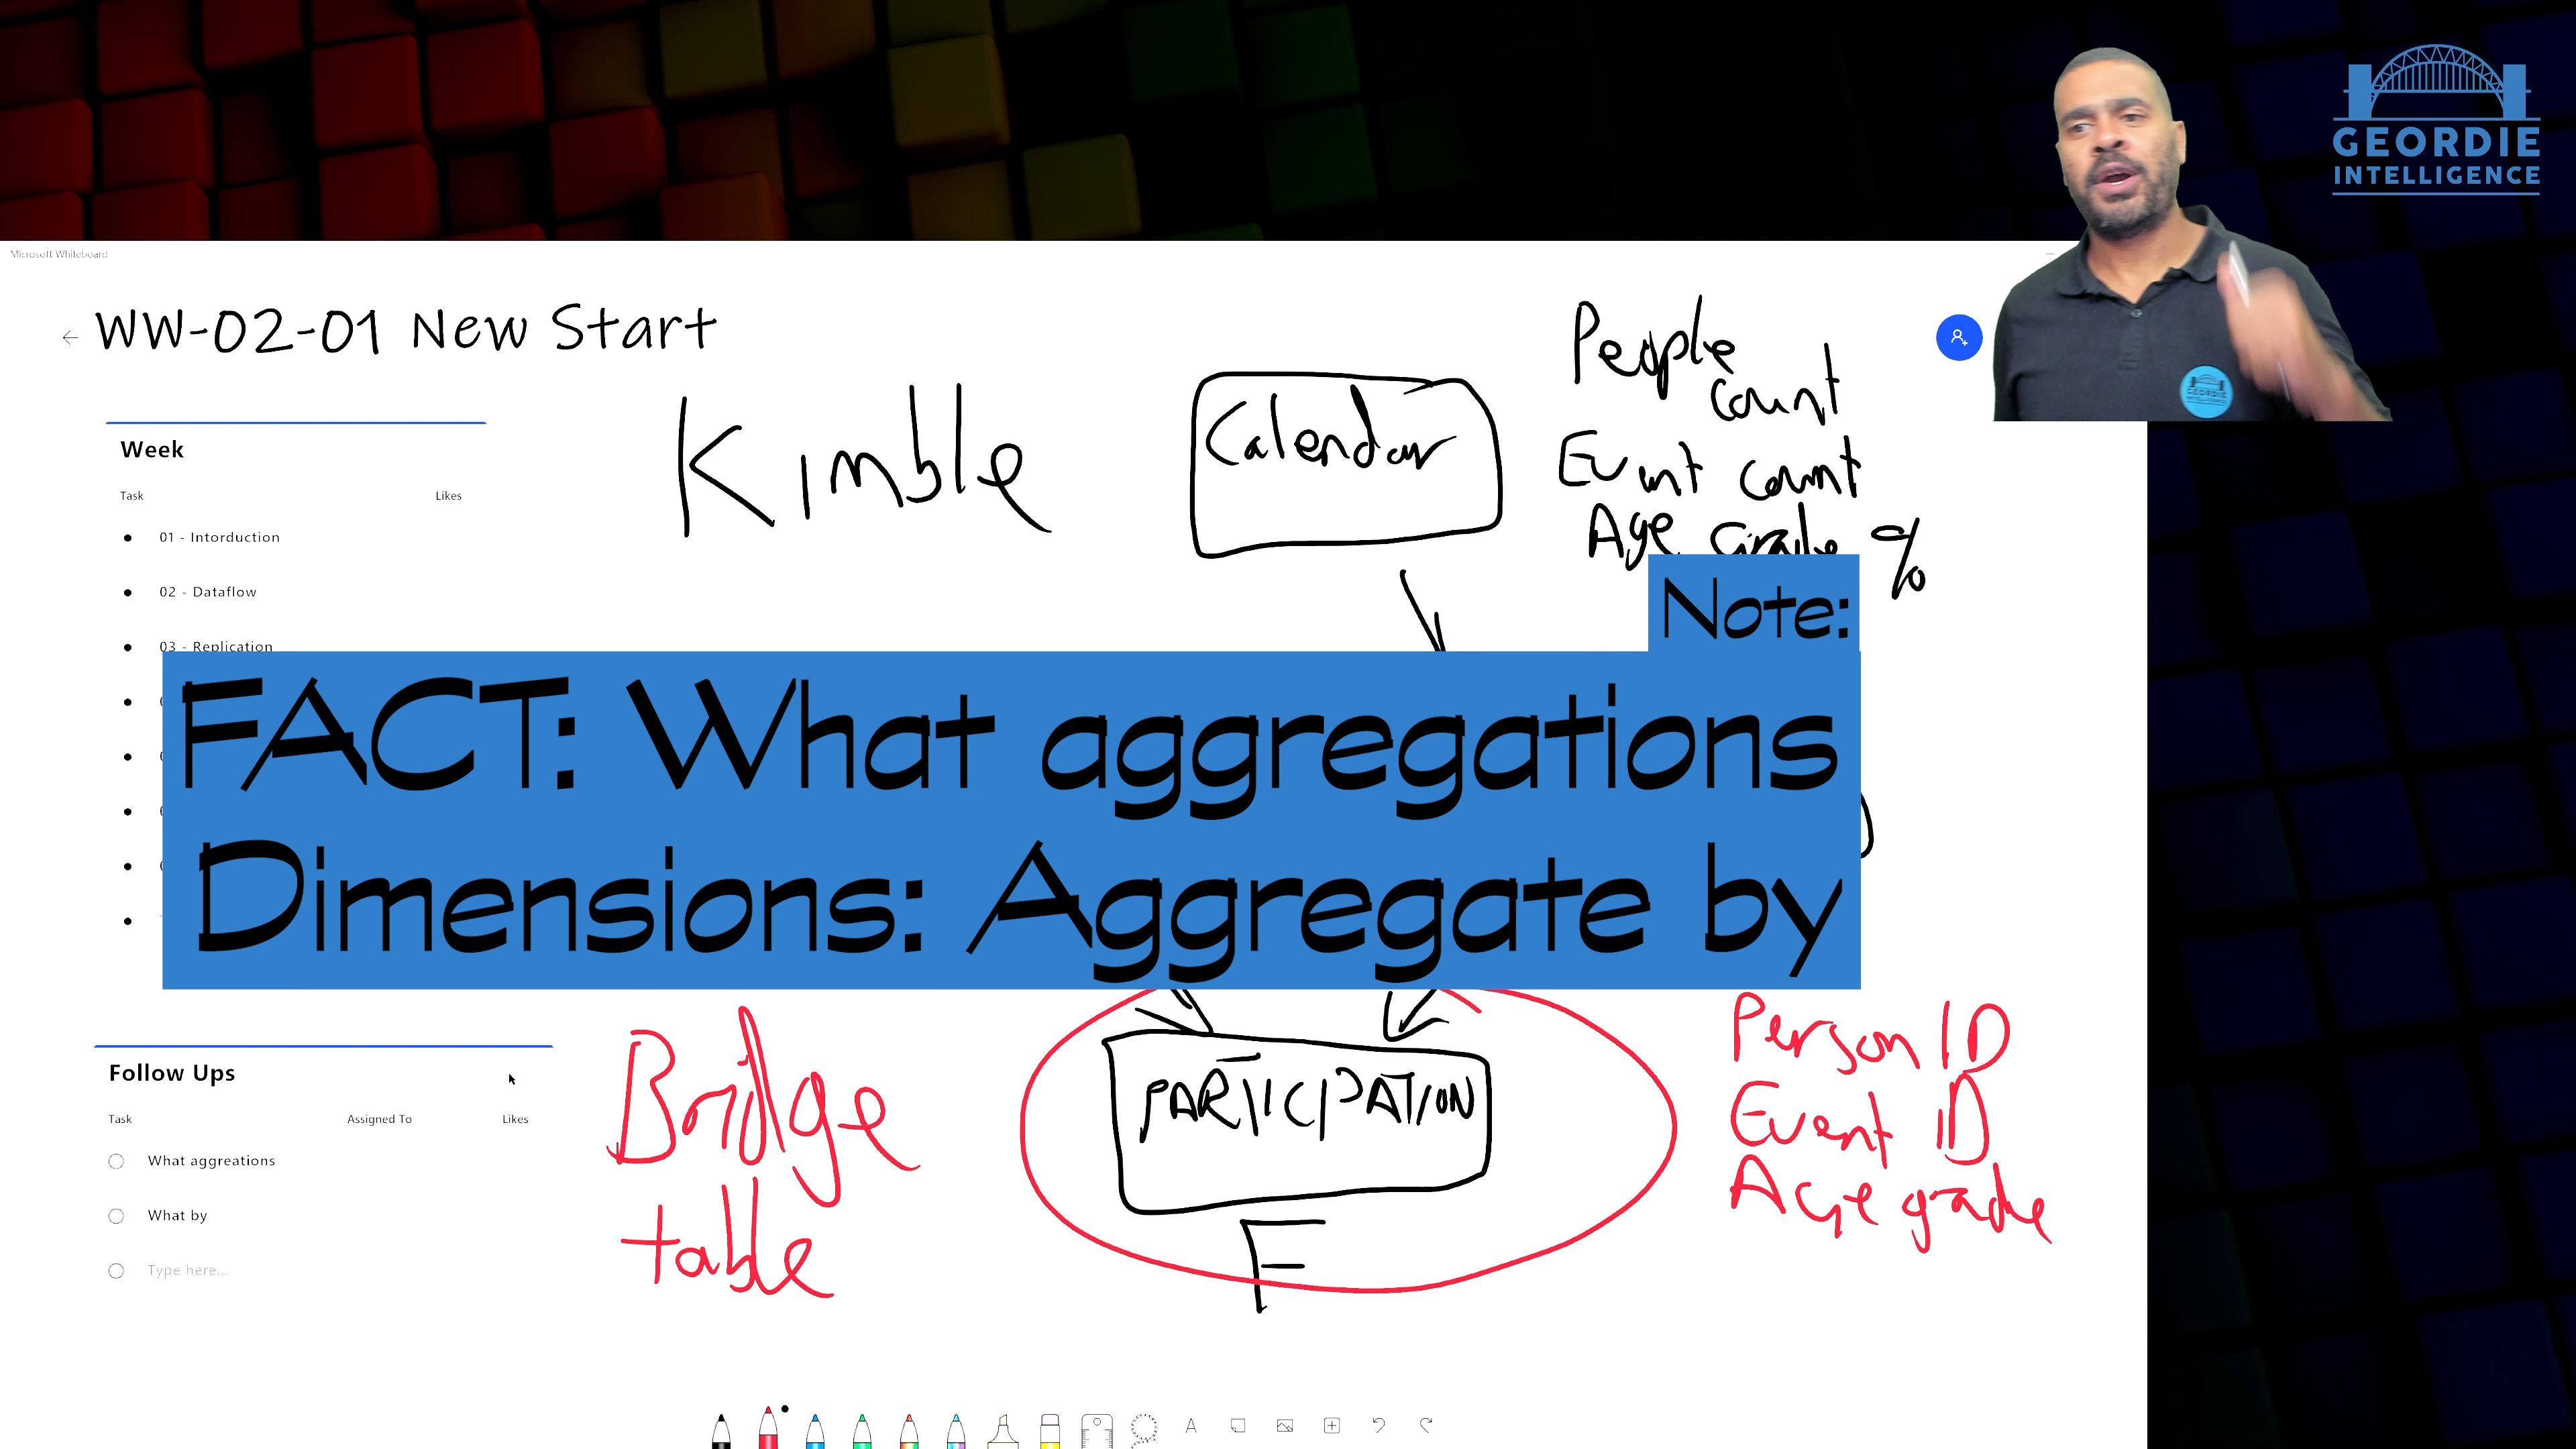 GEORDIE
INTELLIGENCE
Microsoft Whiteboard
WW-02-01 New Start
Week
Task Likes
01 - Intorduction
02 - Dataflow
03 - Replication
Kimble
Calendar
People
count
Event count
Age Grade %
Note:
FACT: What aggregations
Dimensions: Aggregate by
Follow Ups
Task Assigned To Likes
What aggreations
What by
Type here...
Bridge
table
PARTICIPATION
F
Person ID
Event ID
Age grade